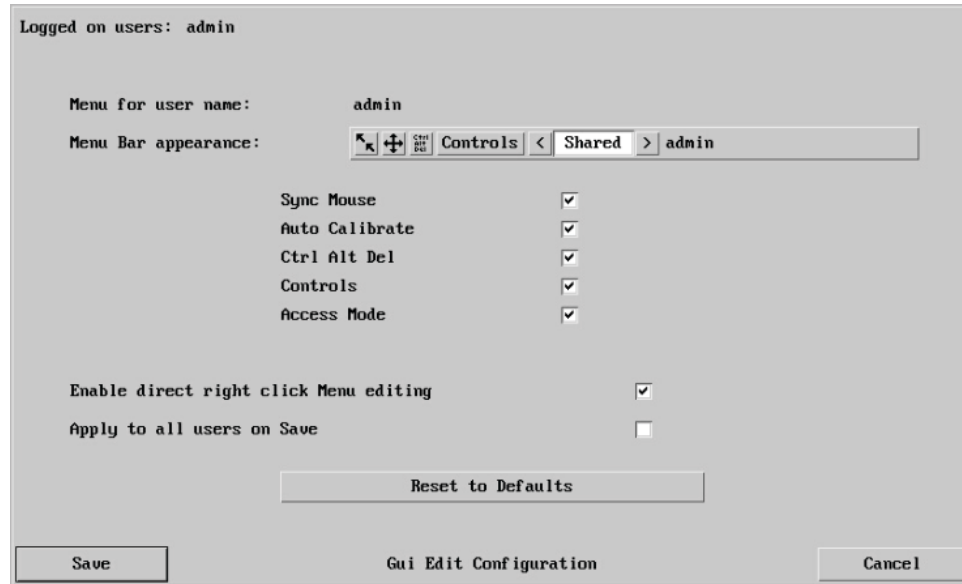 Logged on users: admin
Menu for user name: admin
Menu Bar appearance: Ctrl Alt Del Controls < Shared > admin
Sync Mouse
Auto Calibrate
Ctrl Alt Del
Controls
Access Mode
Enable direct right click Menu editing
Apply to all users on Save
Reset to Defaults
Save Gui Edit Configuration Cancel